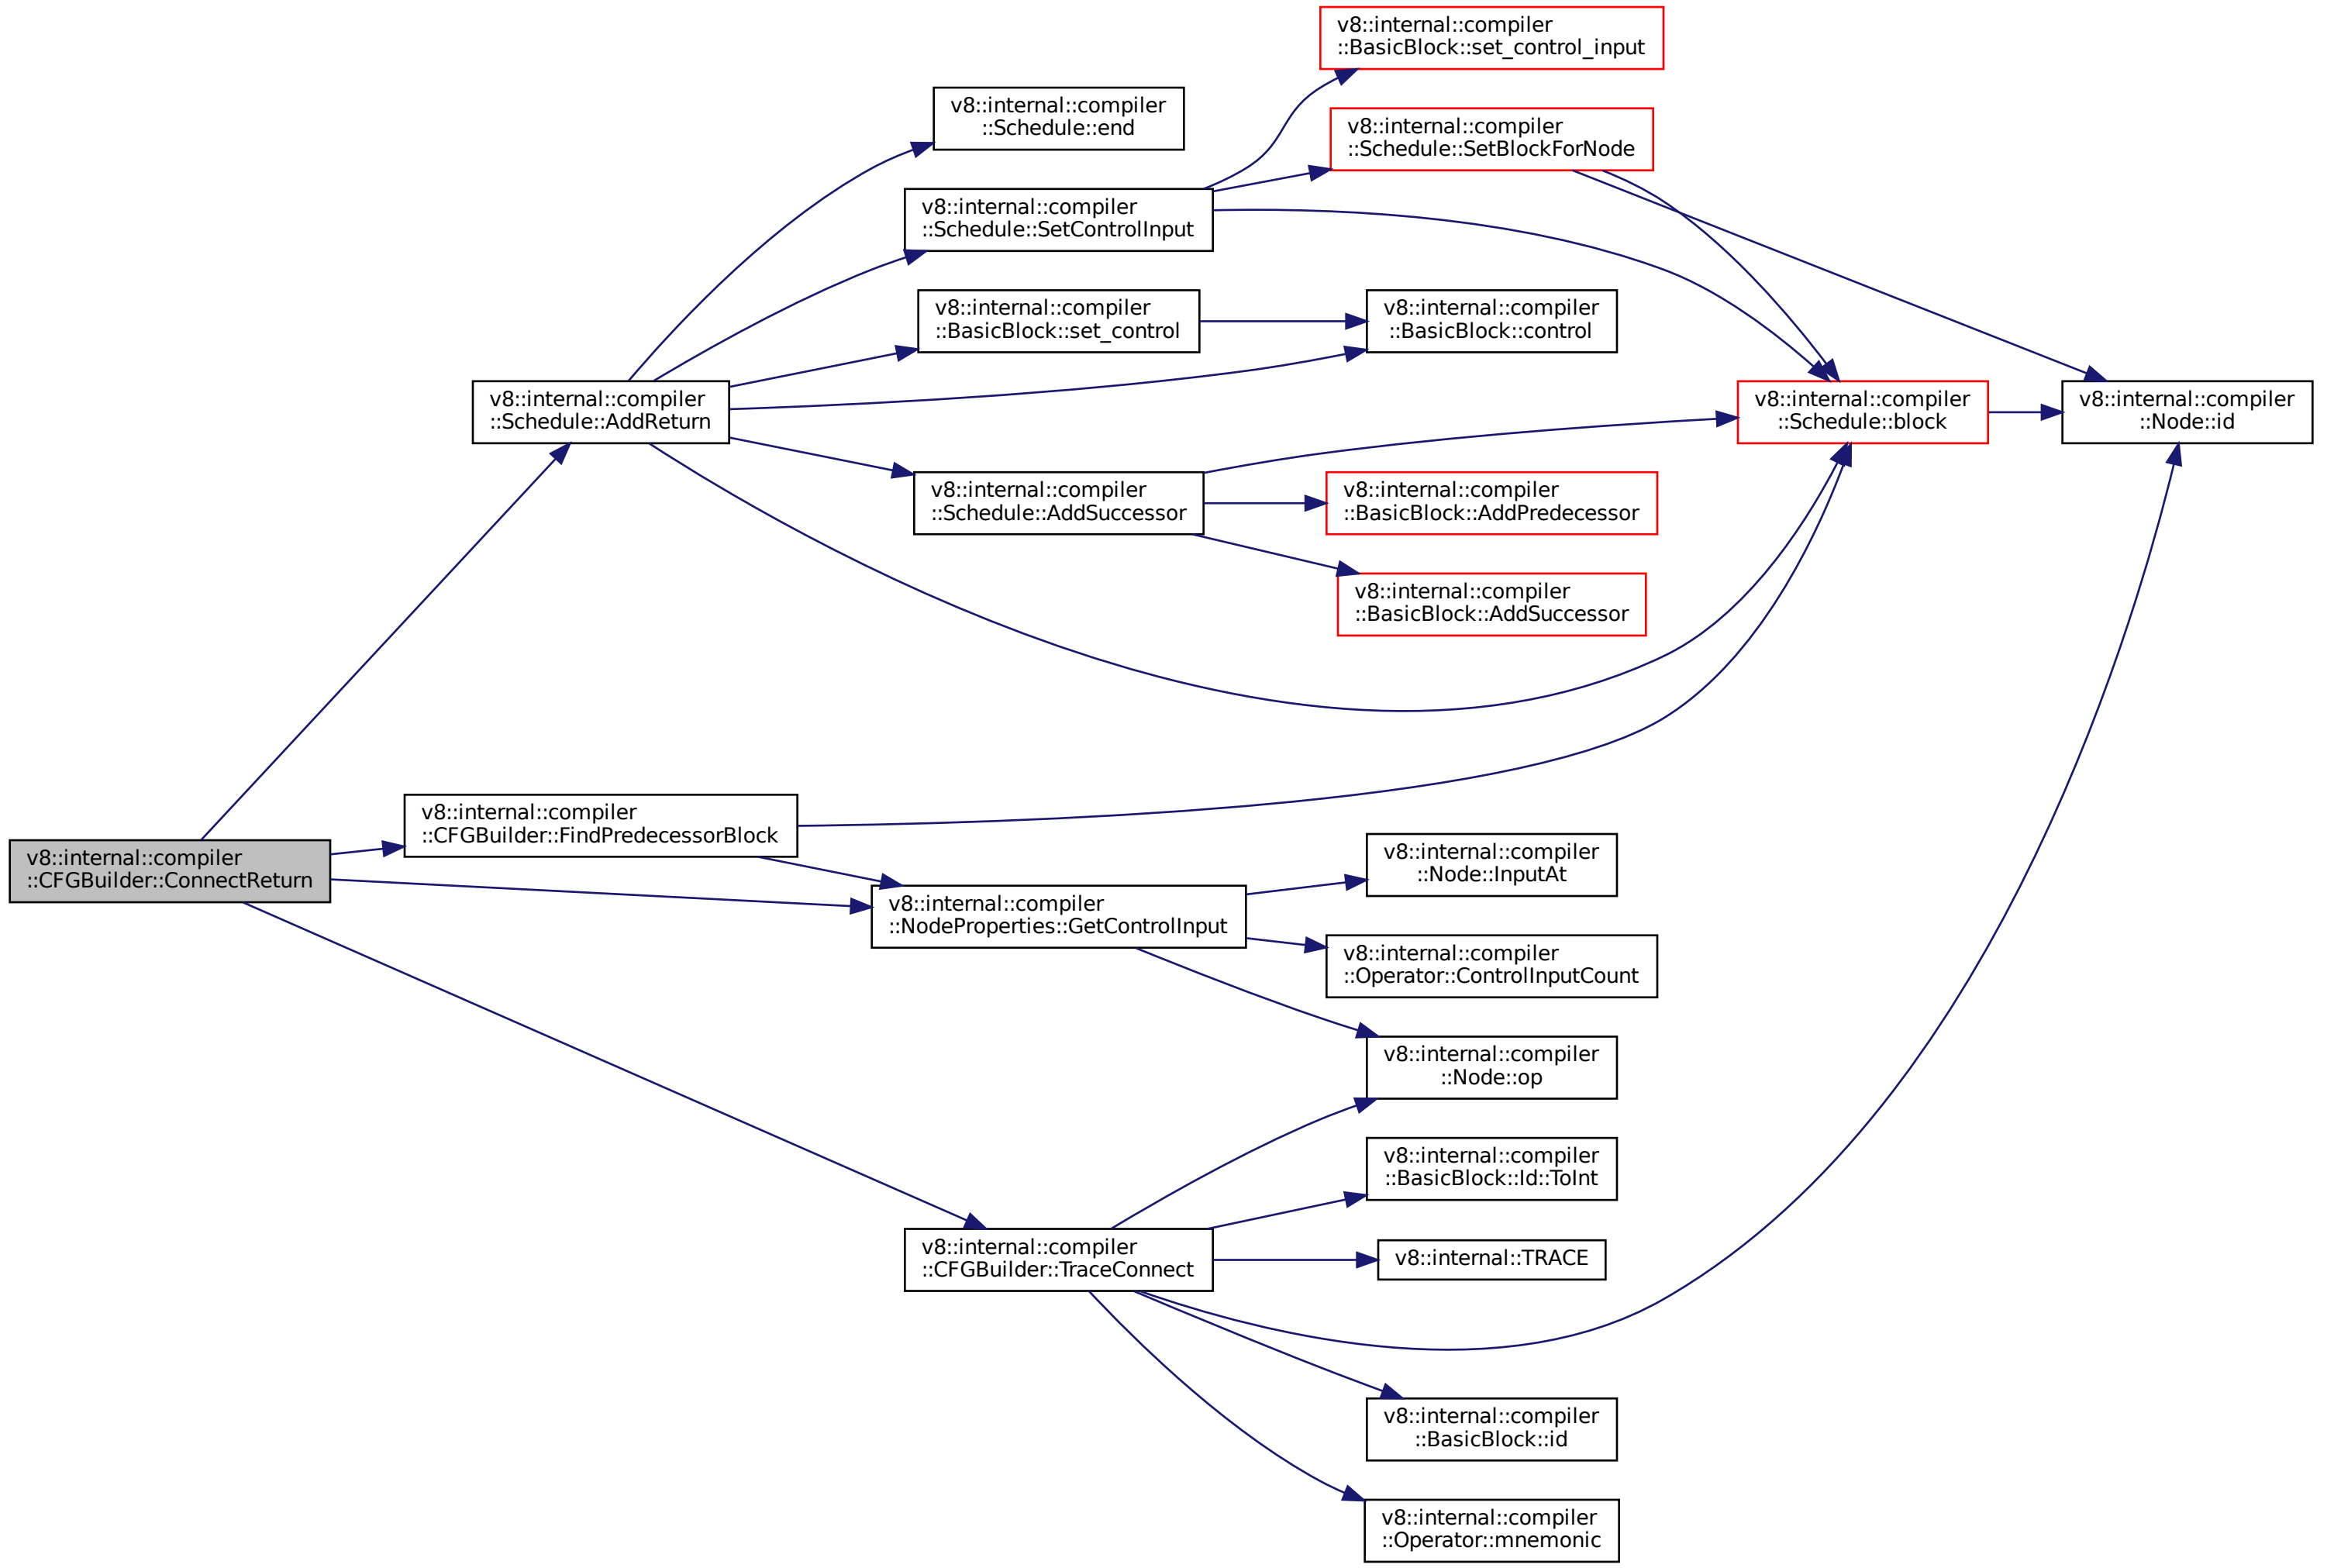 v8::internal::compiler
::BasicBlock::set_control_input
v8::internal::compiler
::Schedule::end
v8::internal::compiler
::Schedule::SetBlockForNode
v8::internal::compiler
::Schedule::SetControlInput
v8::internal::compiler
::BasicBlock::set_control
v8::internal::compiler
::BasicBlock::control
v8::internal::compiler
::Schedule::AddReturn
v8::internal::compiler
::Schedule::block
v8::internal::compiler
::Node::id
v8::internal::compiler
::Schedule::AddSuccessor
v8::internal::compiler
::BasicBlock::AddPredecessor
v8::internal::compiler
::BasicBlock::AddSuccessor
v8::internal::compiler
::CFGBuilder::FindPredecessorBlock
v8::internal::compiler
::CFGBuilder::ConnectReturn
v8::internal::compiler
::Node::InputAt
v8::internal::compiler
::NodeProperties::GetControlInput
v8::internal::compiler
::Operator::ControlInputCount
v8::internal::compiler
::Node::op
v8::internal::compiler
::BasicBlock::Id::ToInt
v8::internal::compiler
::CFGBuilder::TraceConnect
v8::internal::TRACE
v8::internal::compiler
::BasicBlock::id
v8::internal::compiler
::Operator::mnemonic